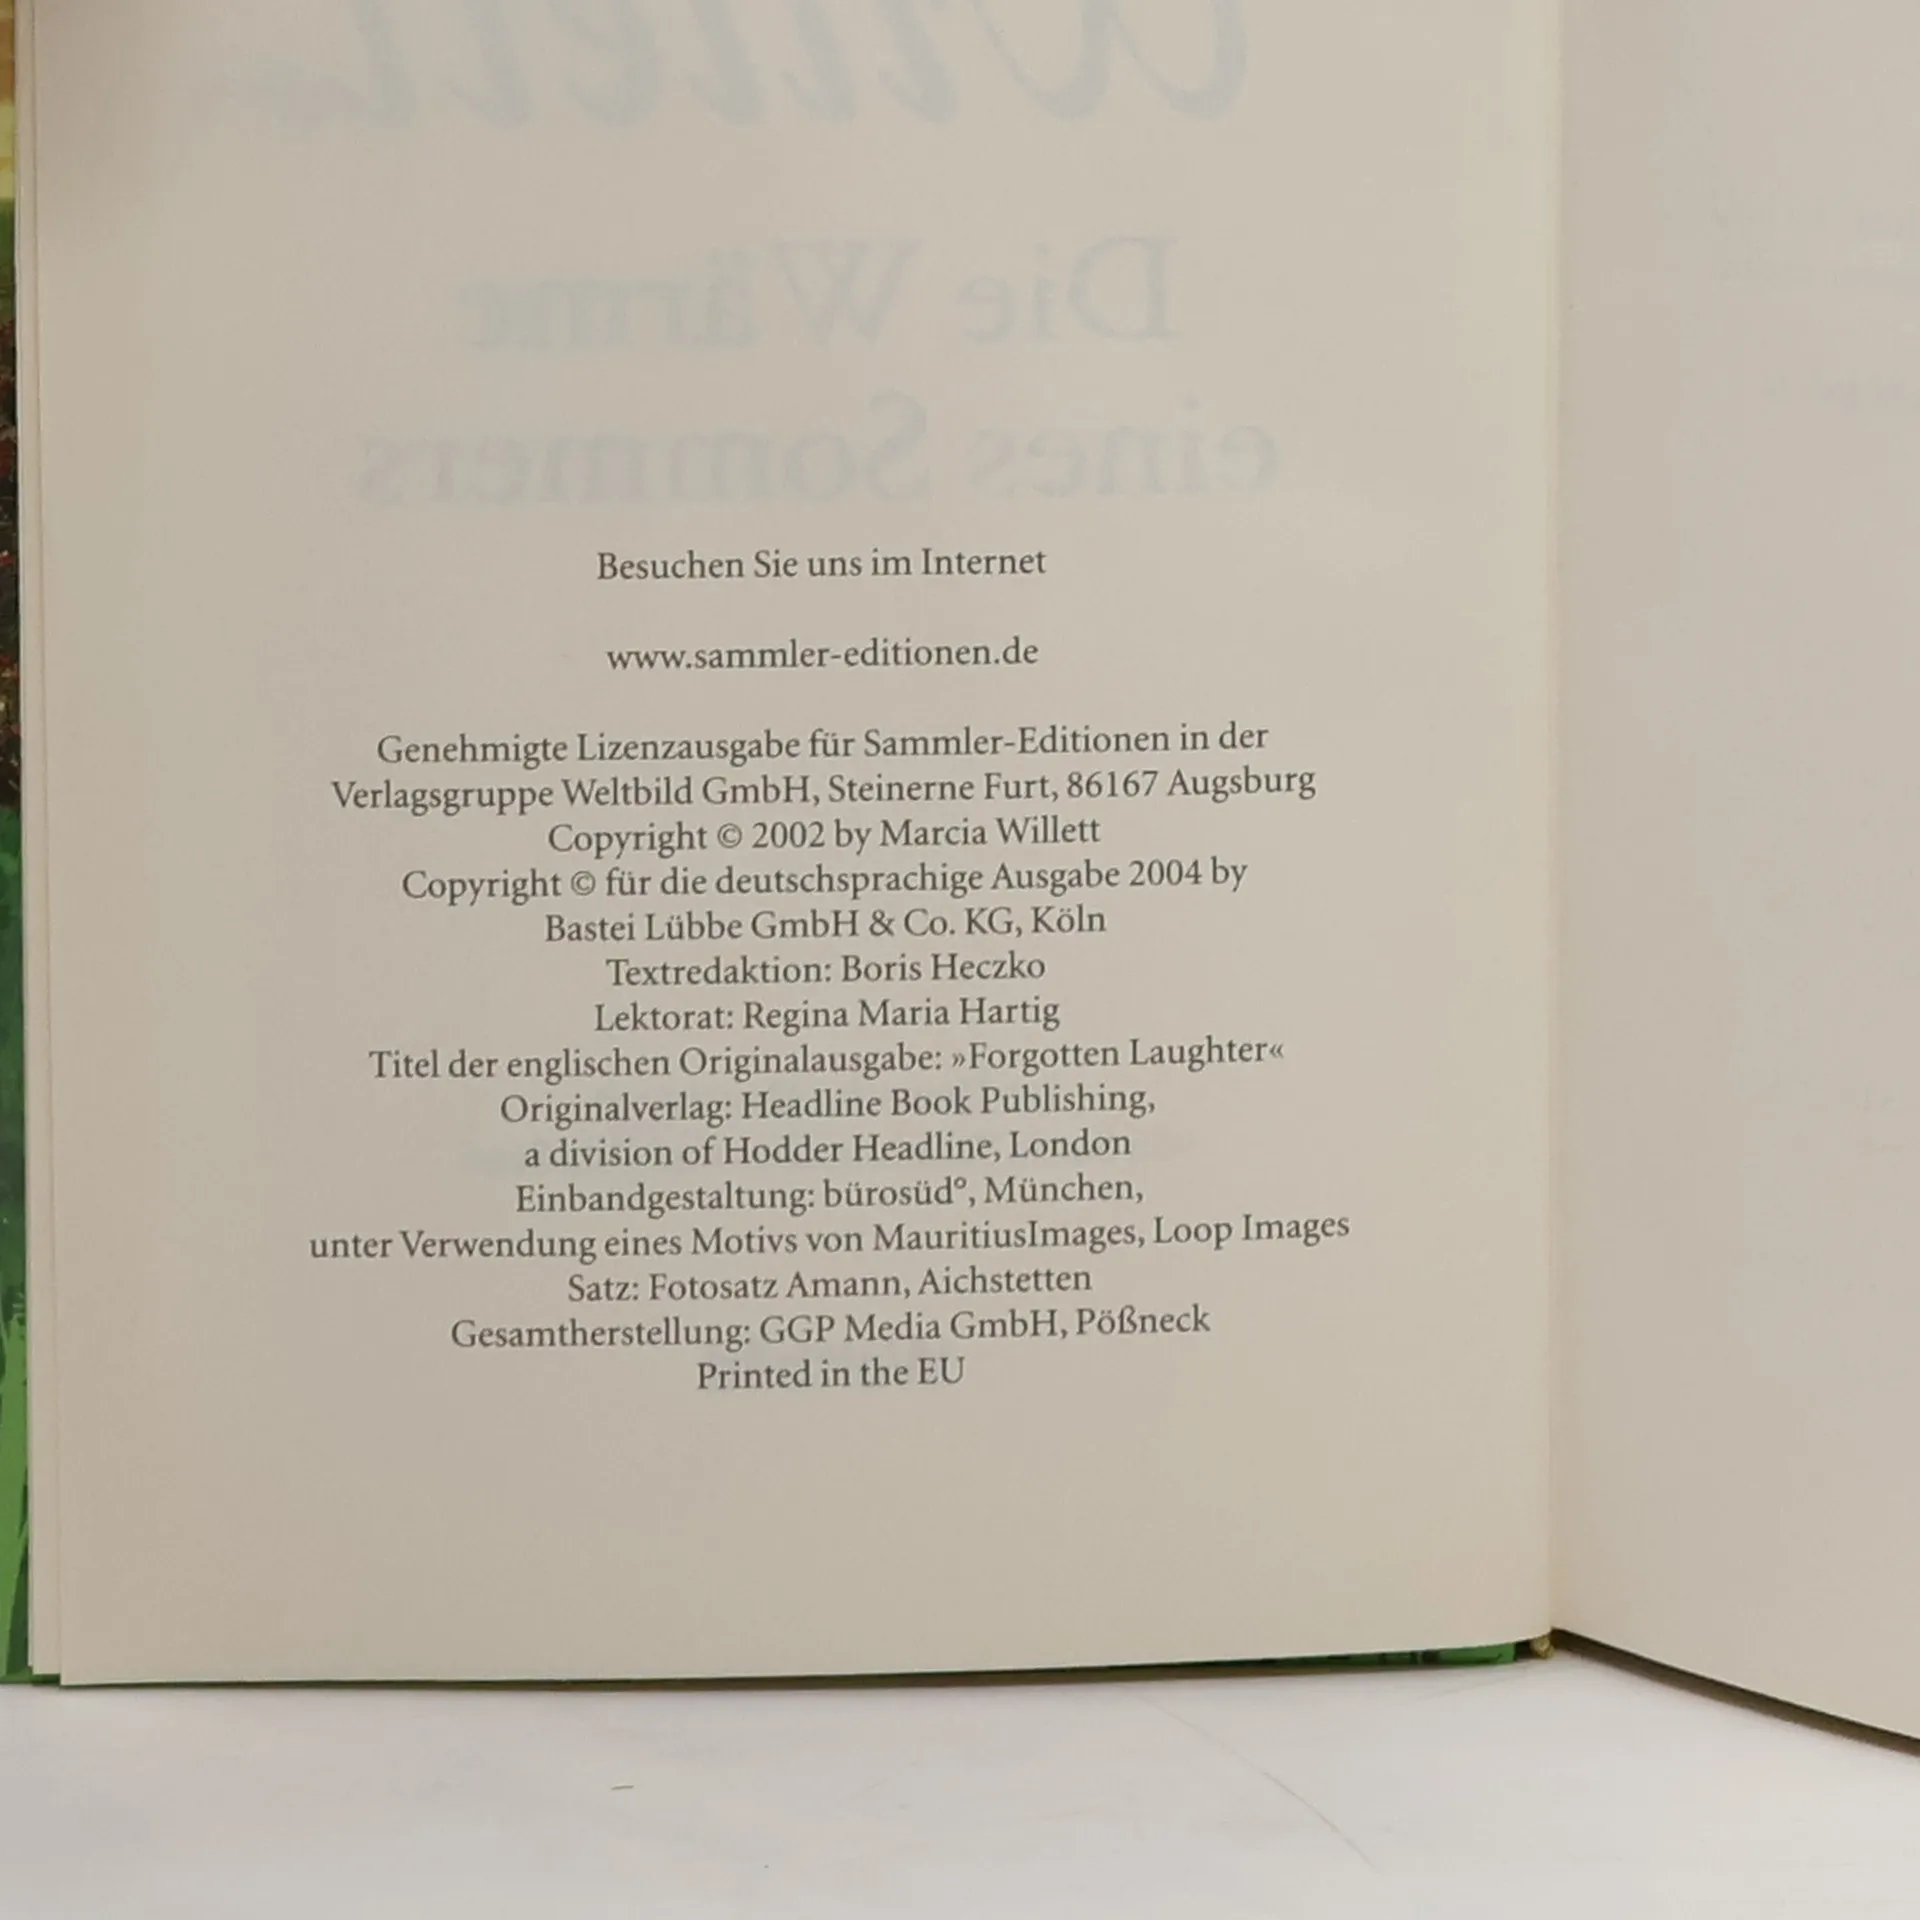 Willett
Die Wärme
eines Sommers
Besuchen Sie uns im Internet
www.sammler-editionen.de
Genehmigte Lizenzausgabe für Sammler-Editionen in der
Verlagsgruppe Weltbild GmbH, Steinerne Furt, 86167 Augsburg
Copyright © 2002 by Marcia Willett
Copyright © für die deutschsprachige Ausgabe 2004 by
Bastei Lübbe GmbH & Co. KG, Köln
Textredaktion: Boris Heczko
Lektorat: Regina Maria Hartig
Titel der englischen Originalausgabe: »Forgotten Laughter«
Originalverlag: Headline Book Publishing,
a division of Hodder Headline, London
Einbandgestaltung: bürosüd°, München,
unter Verwendung eines Motivs von MauritiusImages, Loop Images
Satz: Fotosatz Amann, Aichstetten
Gesamtherstellung: GGP Media GmbH, Pößneck
Printed in the EU